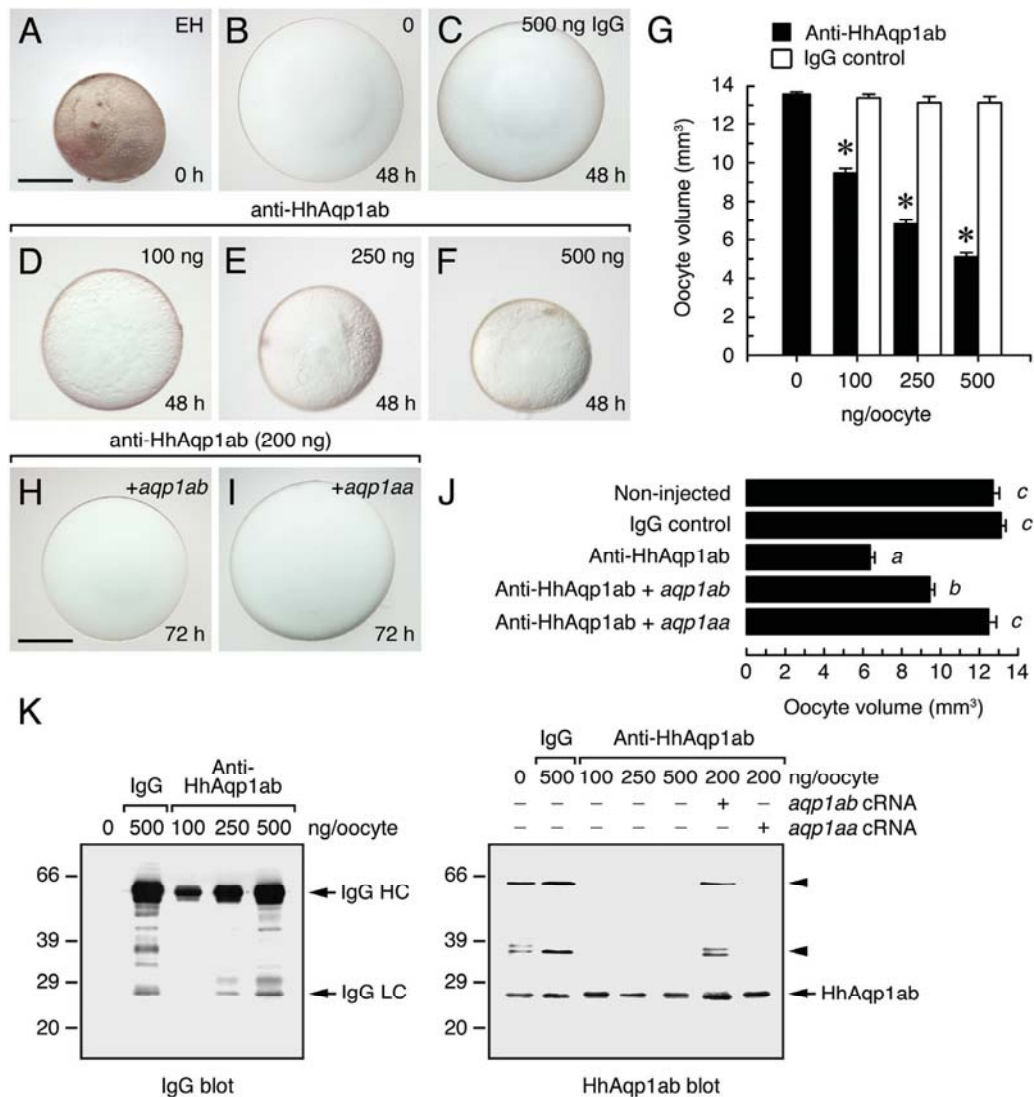 A EH 0 h
B 0 48 h
C 500 ng IgG 48 h
anti-HhAqp1ab
D 100 ng 48 h
E 250 ng 48 h
F 500 ng 48 h
anti-HhAqp1ab (200 ng)
H +aqp1ab 72 h
I +aqp1aa 72 h
G
Anti-HhAqp1ab
IgG control
Oocyte volume (mm³)
14
12
10
8
6
4
2
0
* * *
0 100 250 500
ng/oocyte
J
Non-injected c
IgG control c
Anti-HhAqp1ab a
Anti-HhAqp1ab + aqp1ab b
Anti-HhAqp1ab + aqp1aa c
0 2 4 6 8 10 12 14
Oocyte volume (mm³)
K
IgG Anti-HhAqp1ab
0 500 100 250 500 ng/oocyte
66
39
29
20
IgG HC
IgG LC
IgG blot
IgG Anti-HhAqp1ab
0 500 100 250 500 200 200 ng/oocyte
– – – – – + – aqp1ab cRNA
– – – – – – + aqp1aa cRNA
66
39
29
20
HhAqp1ab
HhAqp1ab blot